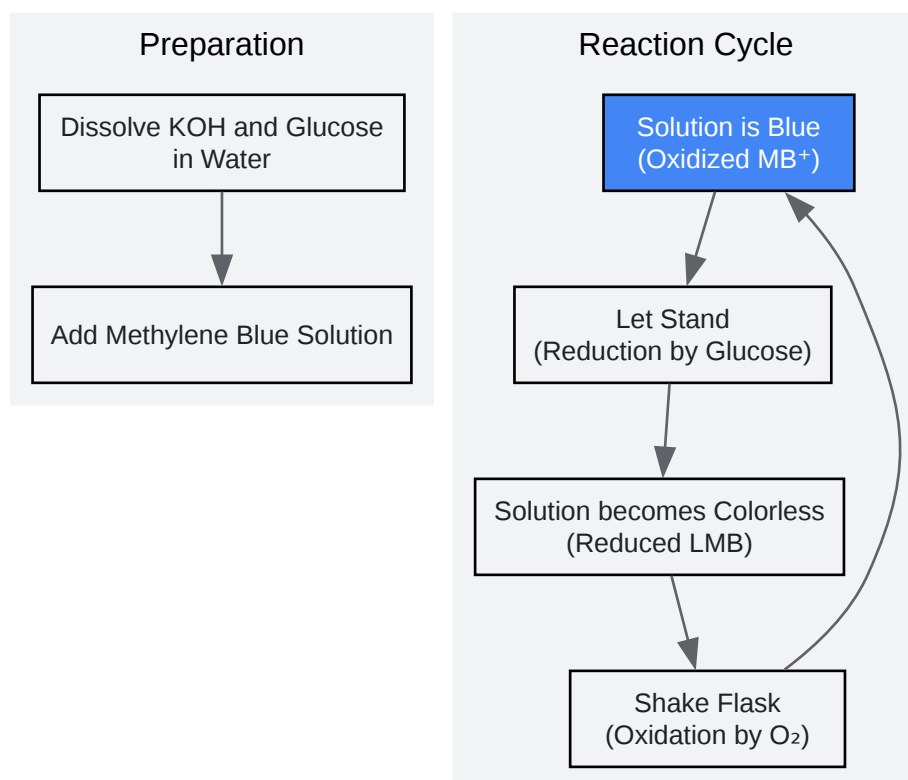 Preparation
Dissolve KOH and Glucose
in Water
Add Methylene Blue Solution
Reaction Cycle
Solution is Blue
(Oxidized MB⁺)
Let Stand
(Reduction by Glucose)
Solution becomes Colorless
(Reduced LMB)
Shake Flask
(Oxidation by O₂)